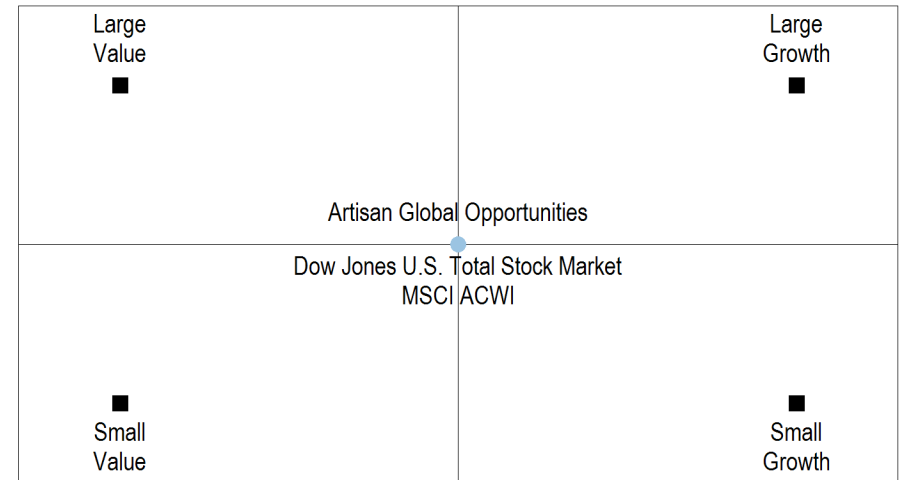 Large
Value
Large
Growth
Artisan Global Opportunities
Dow Jones U.S. Total Stock Market
MSCI ACWI
Small
Value
Small
Growth